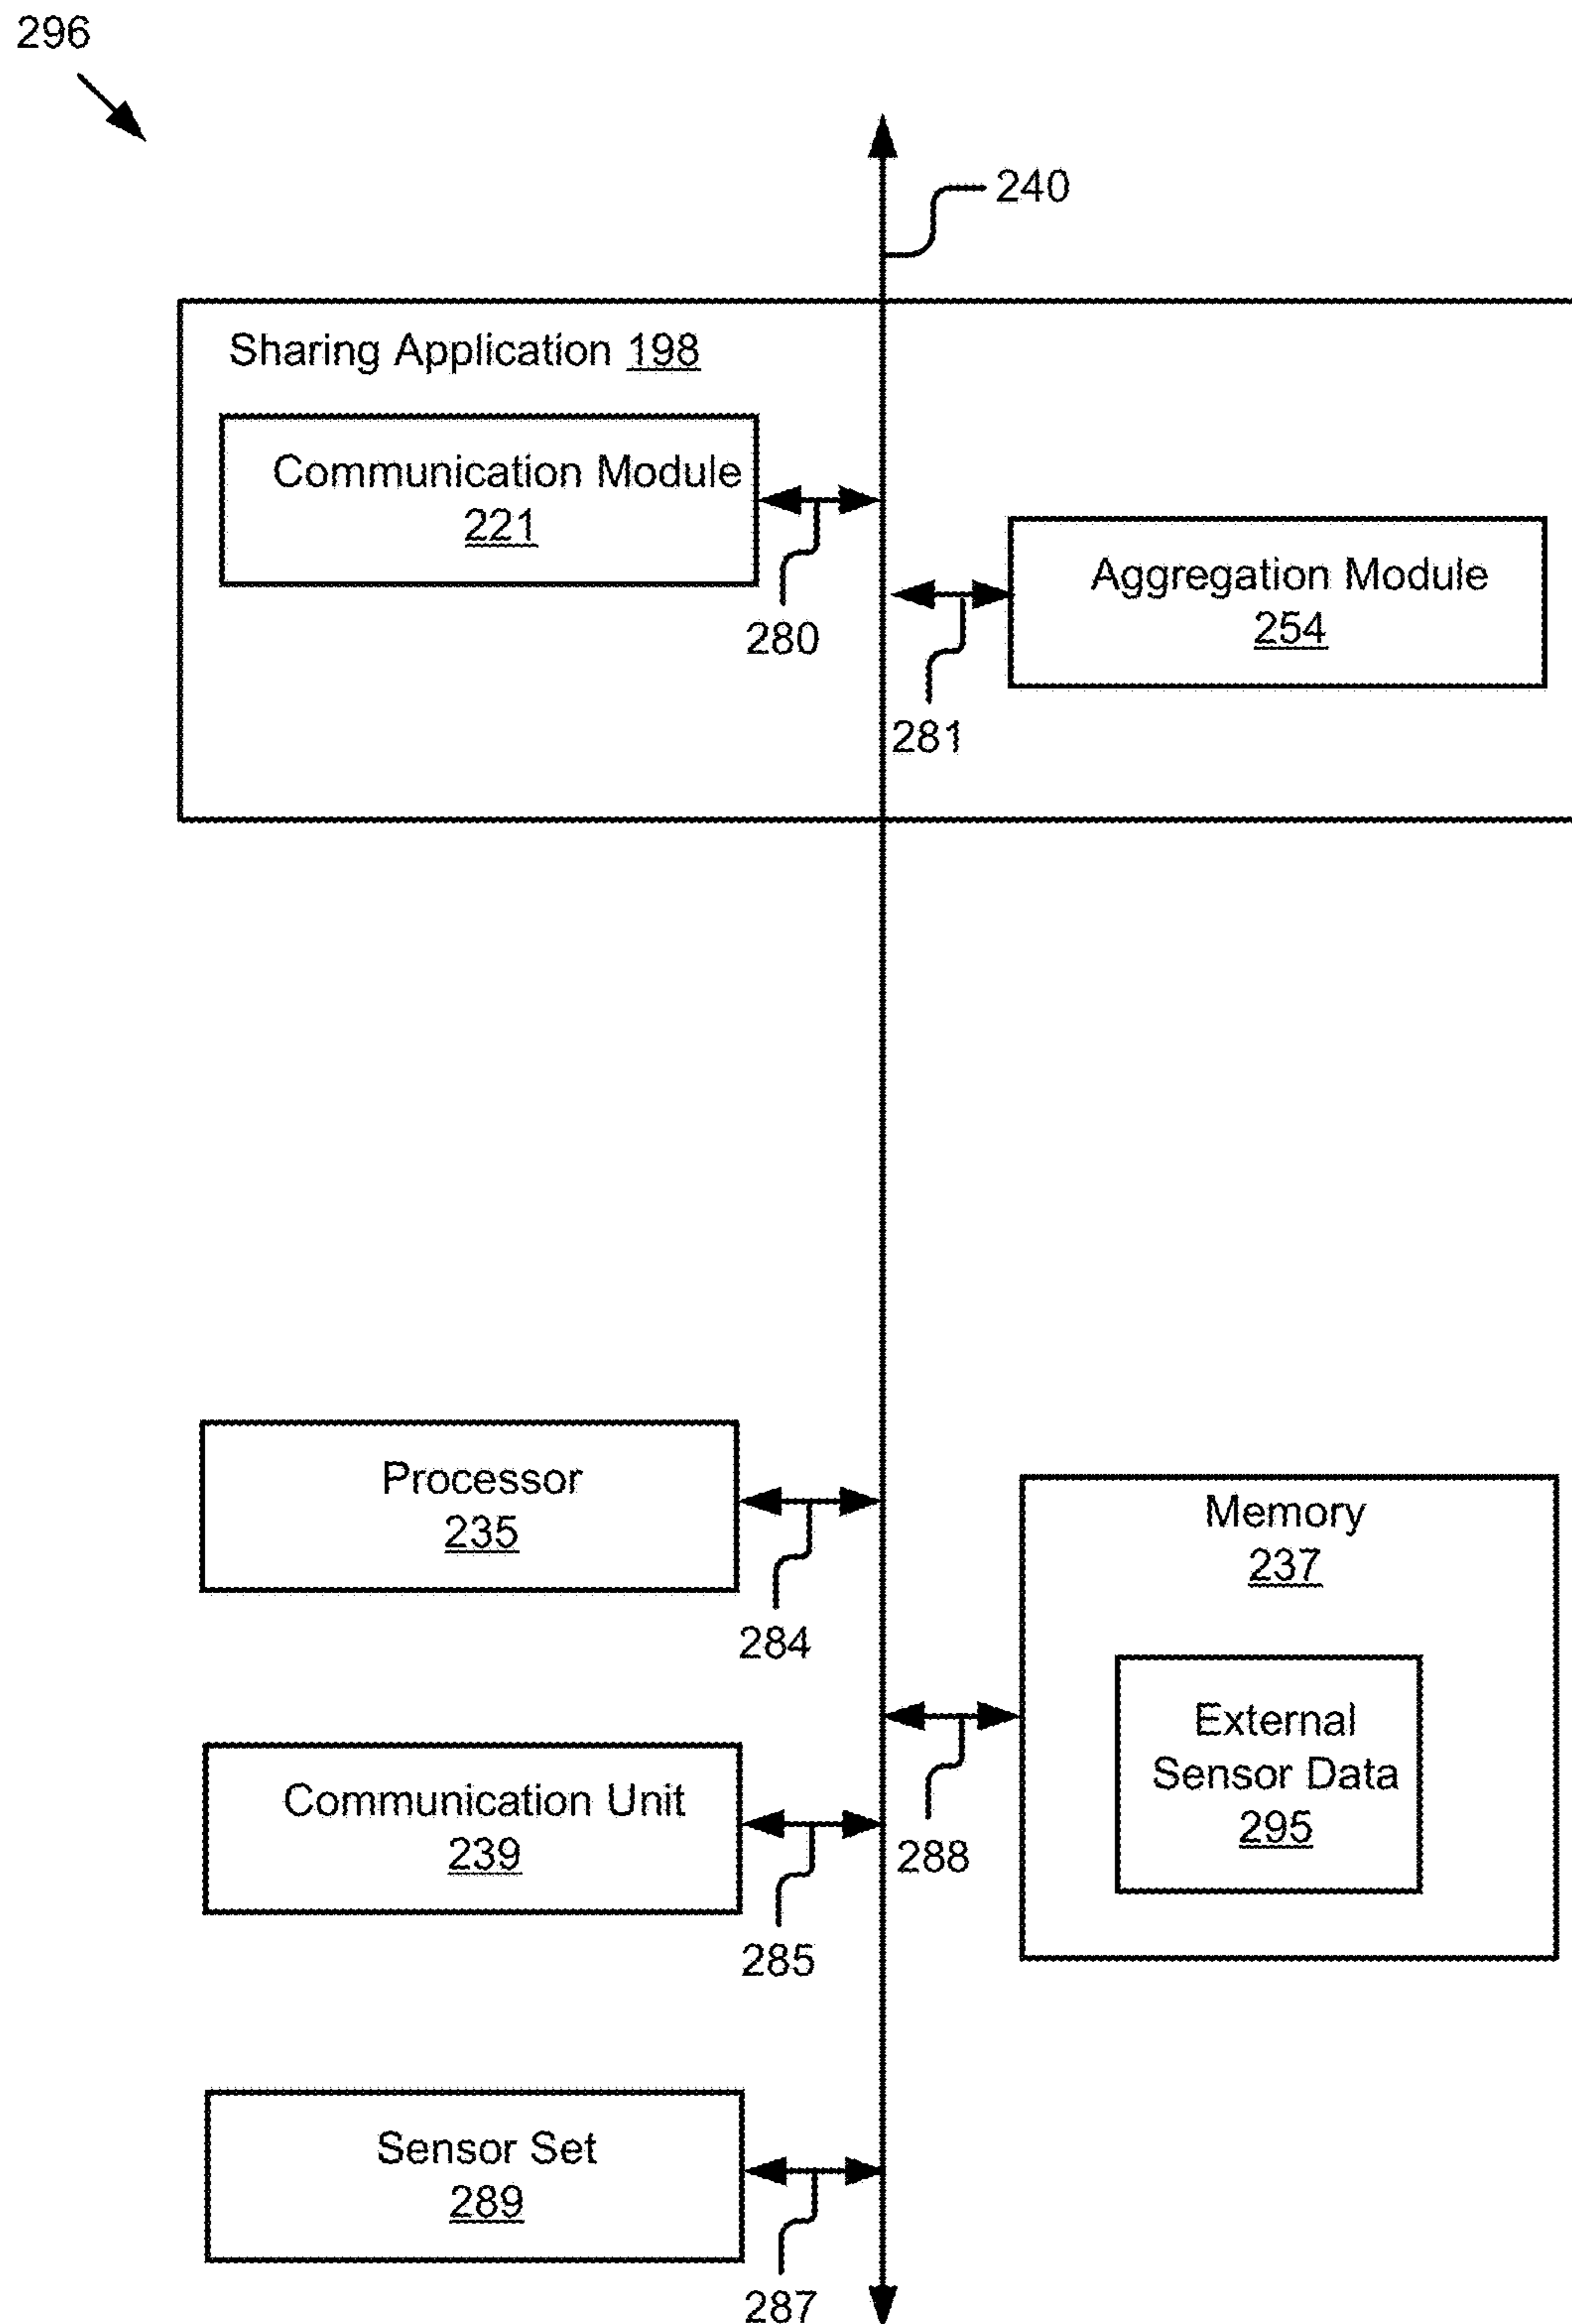 296
240
Sharing Application 198
Communication Module
221
280
Aggregation Module
254
281
Processor
235
284
Memory
237
External
Sensor Data
295
288
Communication Unit
239
285
Sensor Set
289
287